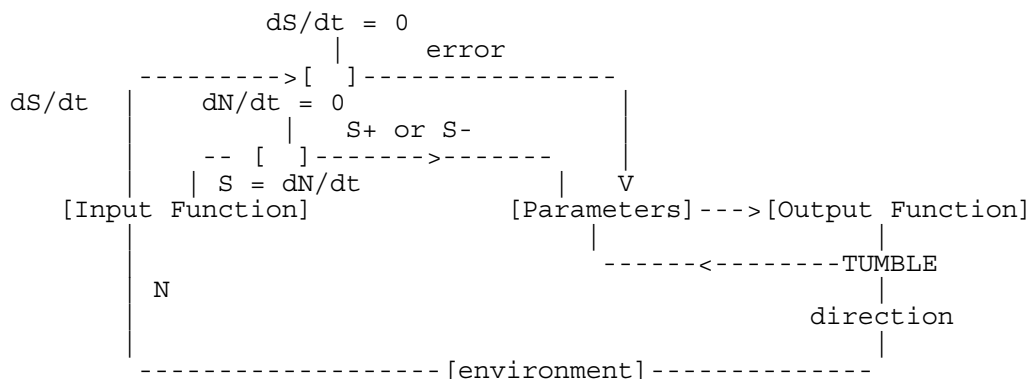 dS/dt = 0
| error
--------->[ ]----------------
dS/dt | dN/dt = 0 |
| | S+ or S- |
| -- [ ]------->------- |
| | S = dN/dt | V
[Input Function] [Parameters]--->[Output Function]
| | |
| ------<--------TUMBLE
| N |
| direction
| |
-------------------[environment]--------------